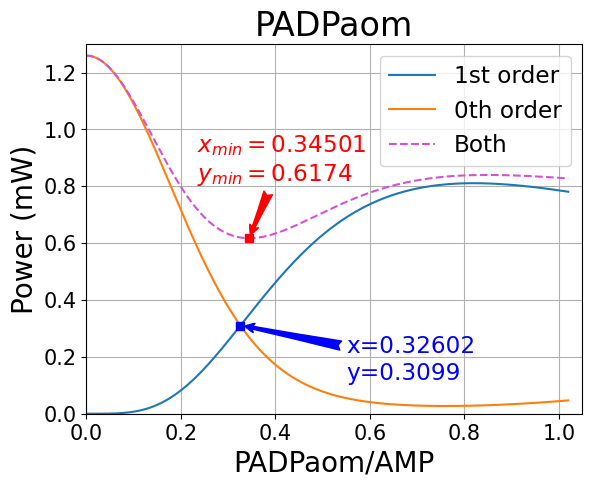 PADPaom
1st order
0th order
Both
x_min = 0.34501
y_min = 0.6174
x=0.32602
y=0.3099
Power (mW)
1.2
1.0
0.8
0.6
0.4
0.2
0.0
0.0 0.2 0.4 0.6 0.8 1.0
PADPaom/AMP